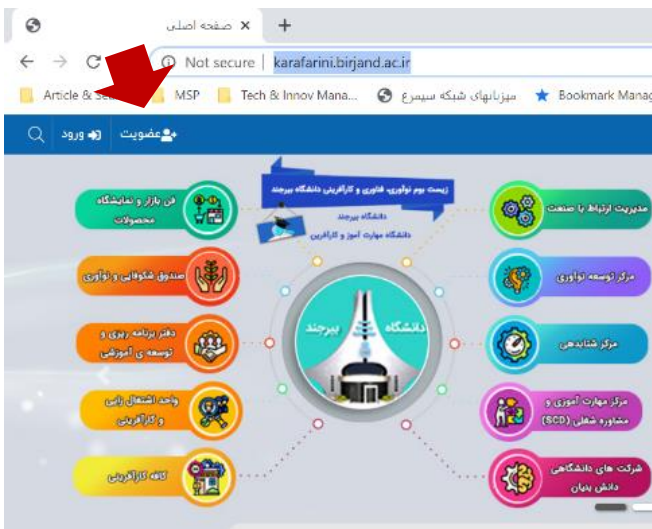 صفحه اصلی
Not secure | karafarini.birjand.ac.ir
Article &
MSP
Tech & Innov Mana...
میزبانهای شبکه سیمرغ
Bookmark Manag
عضویت
ورود
زیست بوم نوآوری، فناوری و کارآفرینی دانشگاه بیرجند
دانشگاه بیرجند
دانشگاه مهارت آموز و کارآفرین
مدیریت ارتباط با صنعت
مرکز توسعه نوآوری
مرکز شتابدهی
مرکز مهارت آموزی و
مشاوره شغلی (SCD)
شرکت های دانشگاهی
دانش بنیان
دانشگاه بیرجند
فن بازار و نمایشگاه
محصولات
صندوق شکوفایی و نوآوری
دفتر برنامه ریزی و
توسعه ی آموزشی
واحد اشتغال زایی
و کارآفرینی
کافه کارآفرینی